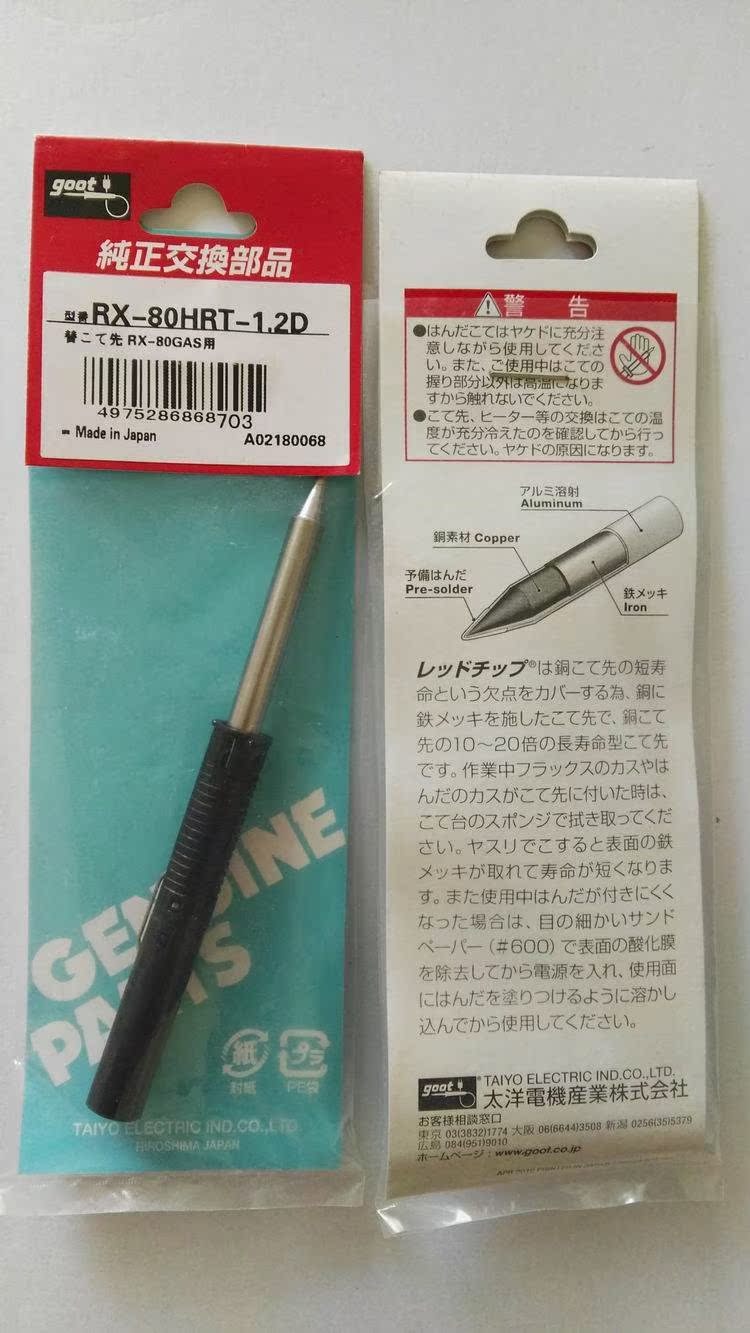 goot
純正交換部品
型番 RX-80HRT-1.2D
替こて先 RX-80GAS用
4975286868703
Made in Japan
A02180068
GENUINE
PARTS
紙
プラ
封紙
PE袋
TAIYO ELECTRIC IND.CO.,LTD.
HIROSHIMA JAPAN
警 告
●はんだこてはヤケドに充分注
意しながら使用してくださ
い。また、ご使用中はこての
握り部分以外は高温になりま
すから触れないでください。
●こて先、ヒーター等の交換はこての温
度が充分冷えたのを確認してから行っ
てください。ヤケドの原因になります。
アルミ溶射
Aluminum
銅素材 Copper
予備はんだ
Pre-solder
鉄メッキ
Iron
レッドチップ®は銅こて先の短寿
命という欠点をカバーする為、銅に
鉄メッキを施したこて先で、銅こて
先の10～20倍の長寿命型こて先
です。作業中フラックスのカスやは
んだのカスがこて先に付いた時は、
こて台のスポンジで拭き取ってくだ
さい。ヤスリでこすると表面の鉄
メッキが取れて寿命が短くなりま
す。また使用中はんだが付きにくく
なった場合は、目の細かいサンド
ペーパー(#600)で表面の酸化膜
を除去してから電源を入れ、使用面
にはんだを塗りつけるように溶かし
込んでから使用してください。
goot
TAIYO ELECTRIC IND.CO.,LTD.
太洋電機産業株式会社
お客様相談窓口
東京 03(3832)1774 大阪 06(6644)3508 新潟 0256(35)5379
広島 084(951)9010
ホームページ：www.goot.co.jp